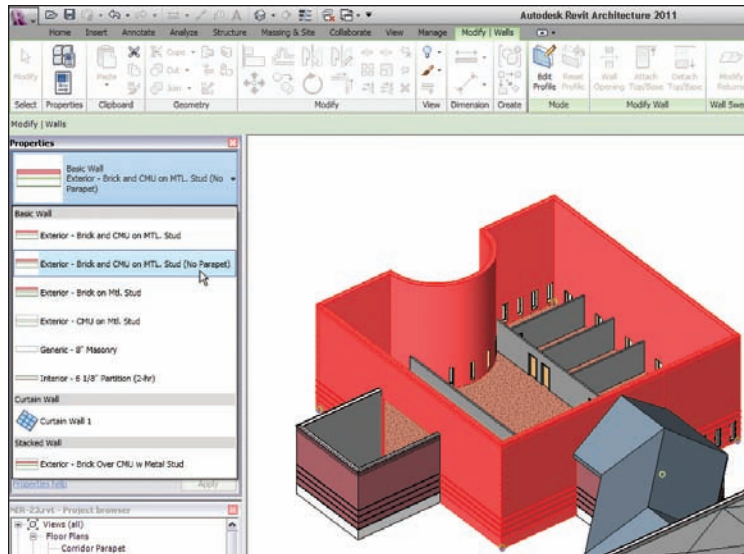 Autodesk Revit Architecture 2011
Home Insert Annotate Analyze Structure Massing & Site Collaborate View Manage Modify | Walls
Modify
Paste
Cope
Cut
Join
Edit Profile
Reset Profile
Wall Opening
Attach Top/Base
Detach Top/Base
Modify
Select Properties Clipboard Geometry Modify View Dimension Create Mode Modify Wall Wall Swe
Modify | Walls
Properties
Basic Wall
Exterior - Brick and CMU on MTL. Stud (No
Parapet)
Basic Wall
Exterior - Brick and CMU on MTL. Stud
Exterior - Brick and CMU on MTL. Stud (No Parapet)
Exterior - Brick on Mtl. Stud
Exterior - CMU on Mtl. Stud
Generic - 8" Masonry
Interior - 6 1/8" Partition (2-hr)
Curtain Wall
Curtain Wall 1
Stacked Wall
Exterior - Brick Over CMU w Metal Stud
Properties help
Apply
Project browser
Views (all)
Floor Plans
Corridor Parapet